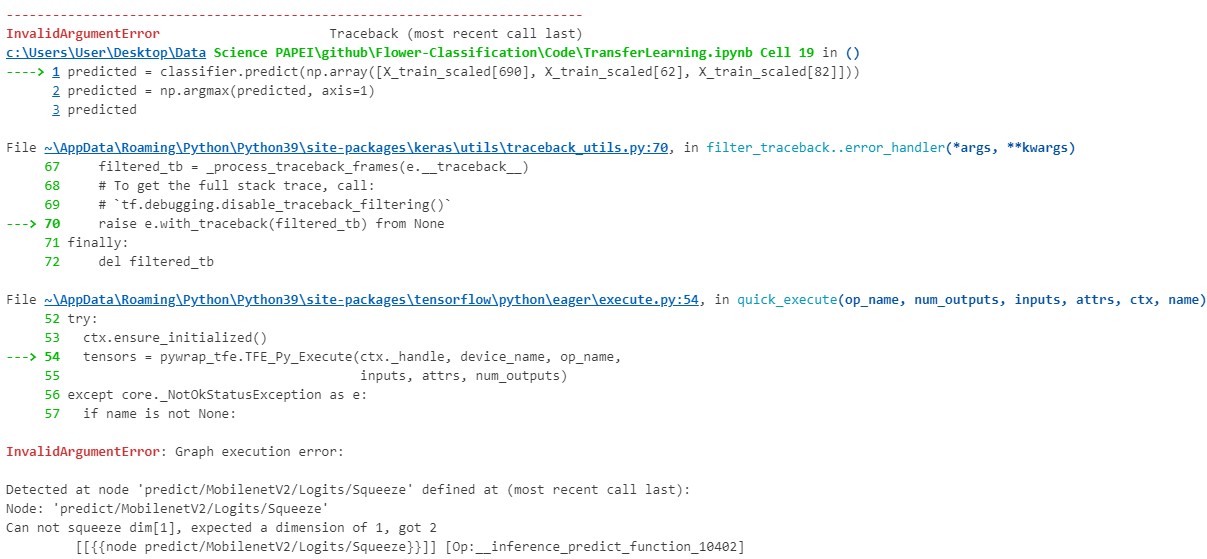 ---------------------------------------------------------------------------
InvalidArgumentError                      Traceback (most recent call last)
c:\Users\User\Desktop\Data Science PAPEI\github\Flower-Classification\Code\TransferLearning.ipynb Cell 19 in ()
----> 1 predicted = classifier.predict(np.array([X_train_scaled[690], X_train_scaled[62], X_train_scaled[82]]))
      2 predicted = np.argmax(predicted, axis=1)
      3 predicted

File ~\AppData\Roaming\Python\Python39\site-packages\keras\utils\traceback_utils.py:70, in filter_traceback..error_handler(*args, **kwargs)
     67     filtered_tb = _process_traceback_frames(e.__traceback__)
     68     # To get the full stack trace, call:
     69     # `tf.debugging.disable_traceback_filtering()`
---> 70     raise e.with_traceback(filtered_tb) from None
     71 finally:
     72     del filtered_tb

File ~\AppData\Roaming\Python\Python39\site-packages\tensorflow\python\eager\execute.py:54, in quick_execute(op_name, num_outputs, inputs, attrs, ctx, name)
     52 try:
     53   ctx.ensure_initialized()
---> 54   tensors = pywrap_tfe.TFE_Py_Execute(ctx._handle, device_name, op_name,
     55                                       inputs, attrs, num_outputs)
     56 except core._NotOkStatusException as e:
     57   if name is not None:

InvalidArgumentError: Graph execution error:

Detected at node 'predict/MobilenetV2/Logits/Squeeze' defined at (most recent call last):
Node: 'predict/MobilenetV2/Logits/Squeeze'
Can not squeeze dim[1], expected a dimension of 1, got 2
         [[{{node predict/MobilenetV2/Logits/Squeeze}}]] [Op:__inference_predict_function_10402]